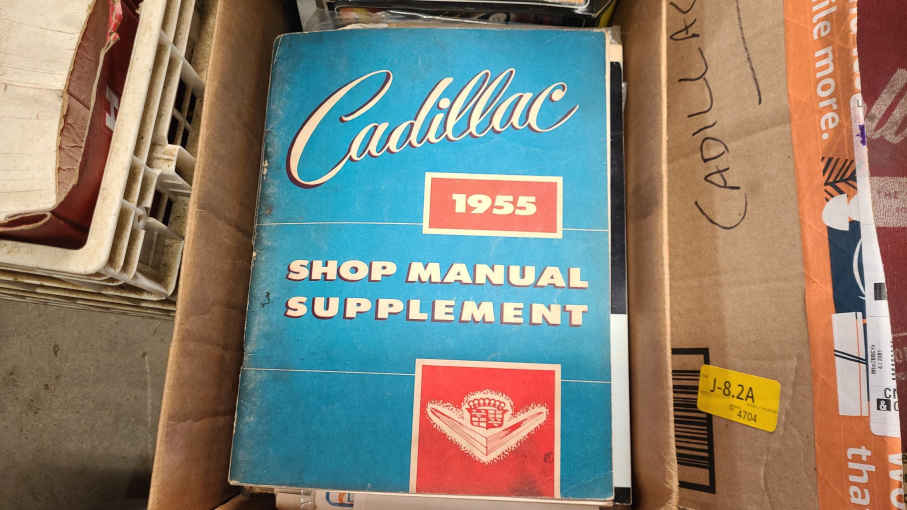 Cadillac
1955
SHOP MANUAL
SUPPLEMENT
CADILLAC
J-8.2A
4704
ile more.
tha